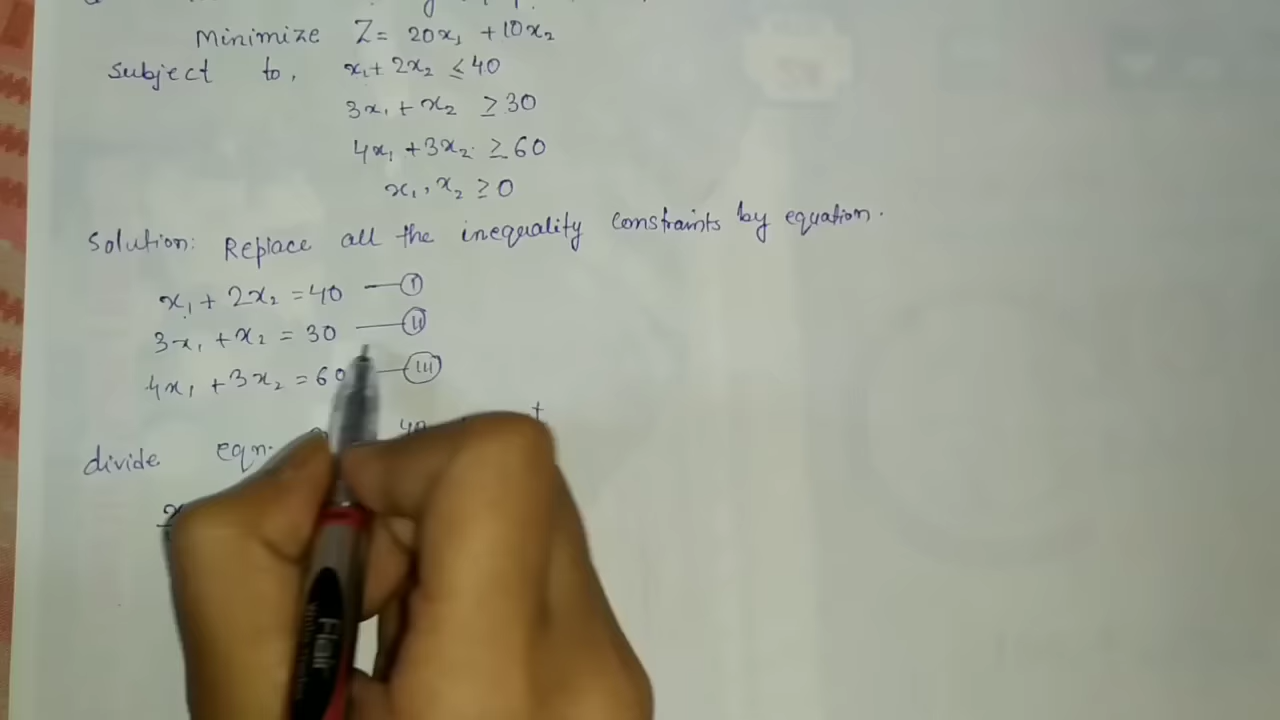 Minimize Z = 20x₁ + 10x₂
Subject to, x₁ + 2x₂ ≤ 40
3x₁ + x₂ ≥ 30
4x₁ + 3x₂ ≥ 60
x₁, x₂ ≥ 0
Solution: Replace all the inequality constraints by equation.
x₁ + 2x₂ = 40 — I
3x₁ + x₂ = 30 — II
4x₁ + 3x₂ = 60 — III
divide eqn. 40